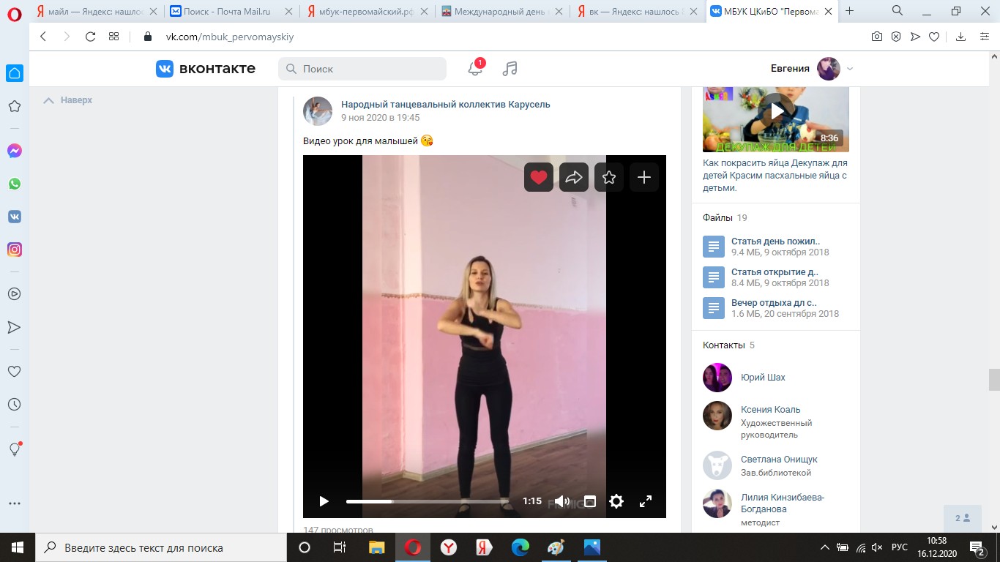 майл — Яндекс: нашлос
Поиск - Почта Mail.ru
мбук-первомайский.рф
Международный день
вк — Яндекс: нашлось
МБУК ЦКиБО "Первома
vk.com/mbuk_pervomayskiy
вконтакте
Поиск
1
Евгения
Наверх
Народный танцевальный коллектив Карусель
9 ноя 2020 в 19:45
Видео урок для малышей
1:15
FILMIGO
147 просмотров
8:36
ДЕКУПАЖ ДЛЯ ДЕТЕЙ
Как покрасить яйца Декупаж для
детей Красим пасхальные яйца с
детьми.
Файлы 19
Статья день пожил..
9.4 МБ, 9 октября 2018
Статья открытие д..
8.4 МБ, 9 октября 2018
Вечер отдыха дл с..
1.6 МБ, 20 сентября 2018
Контакты 5
Юрий Шах
Ксения Коаль
Художественный
руководитель
Светлана Онищук
Зав.библиотекой
Лилия Кинзибаева-
Богданова
методист
2
Введите здесь текст для поиска
РУС
10:58
16.12.2020
2